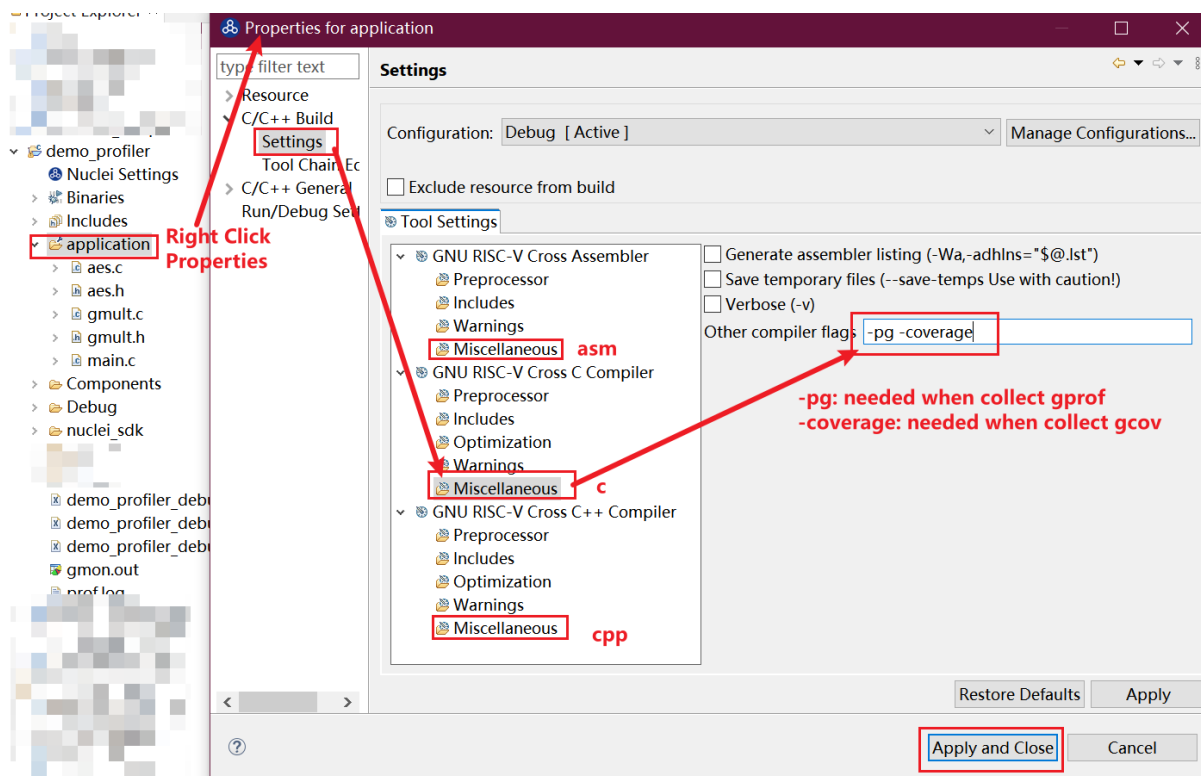 Project Explorer
Properties for application
type filter text
Resource
C/C++ Build
Settings
Tool Chain Ec
C/C++ General
Run/Debug Set
demo_profiler
Nuclei Settings
Binaries
Includes
application
aes.c
aes.h
gmult.c
gmult.h
main.c
Components
Debug
nuclei_sdk
demo_profiler_debu
demo_profiler_debu
demo_profiler_debu
gmon.out
prof.log
Right Click
Properties
Settings
Configuration:
Debug [ Active ]
Manage Configurations...
Exclude resource from build
Tool Settings
GNU RISC-V Cross Assembler
Preprocessor
Includes
Warnings
Miscellaneous
asm
GNU RISC-V Cross C Compiler
Preprocessor
Includes
Optimization
Warnings
Miscellaneous
c
GNU RISC-V Cross C++ Compiler
Preprocessor
Includes
Optimization
Warnings
Miscellaneous
cpp
Generate assembler listing (-Wa,-adhlns="$@.lst")
Save temporary files (--save-temps Use with caution!)
Verbose (-v)
Other compiler flags
-pg -coverage
-pg: needed when collect gprof
-coverage: needed when collect gcov
Restore Defaults
Apply
Apply and Close
Cancel